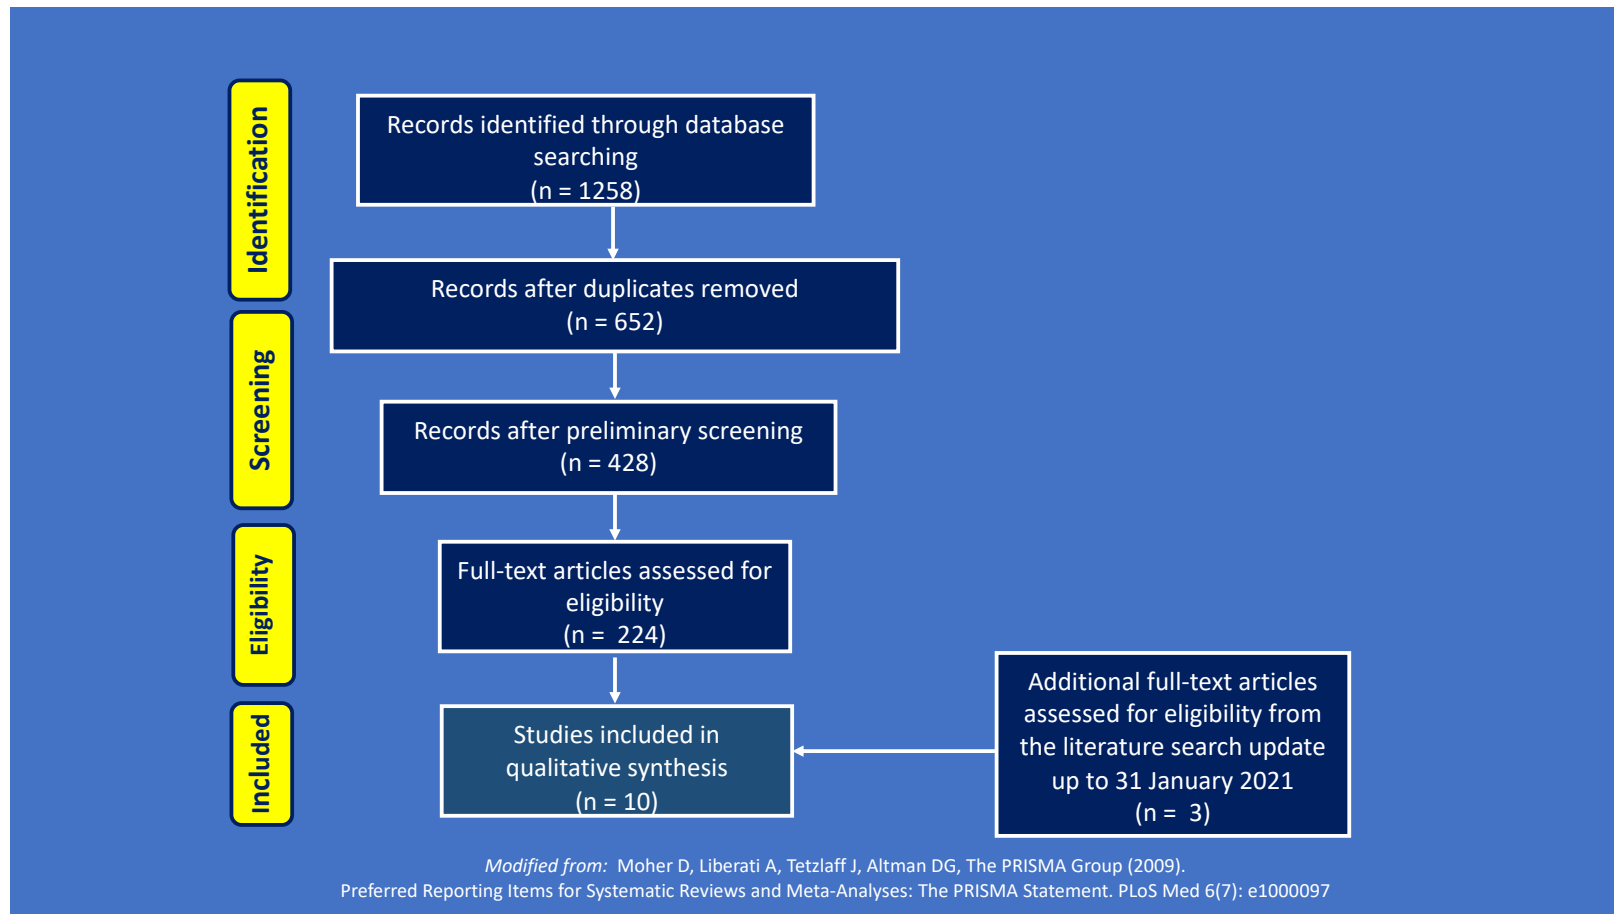 Identification
Records identified through database
searching
(n = 1258)
Records after duplicates removed
(n = 652)
Screening
Records after preliminary screening
(n = 428)
Eligibility
Full-text articles assessed for
eligibility
(n =  224)
Included
Studies included in
qualitative synthesis
(n = 10)
Additional full-text articles
assessed for eligibility from
the literature search update
up to 31 January 2021
(n =  3)
Modified from:  Moher D, Liberati A, Tetzlaff J, Altman DG, The PRISMA Group (2009).
Preferred Reporting Items for Systematic Reviews and Meta-Analyses: The PRISMA Statement. PLoS Med 6(7): e1000097